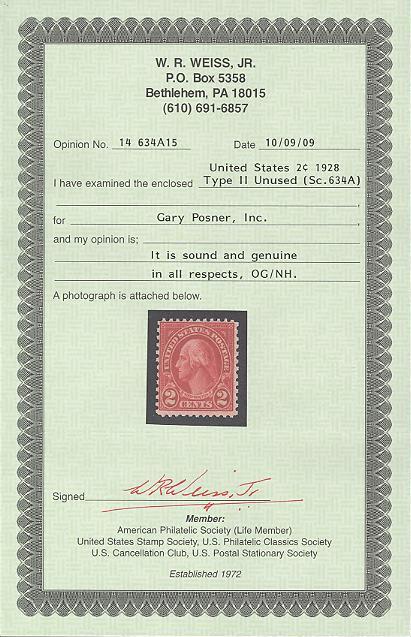 W. R. WEISS, JR.
P.O. Box 5358
Bethlehem, PA 18015
(610) 691-6857
Opinion No. 14 634A15 Date 10/09/09
United States 2¢ 1928
I have examined the enclosed Type II Unused (Sc.634A)
for Gary Posner, Inc.
and my opinion is;
It is sound and genuine
in all respects, OG/NH.
A photograph is attached below.
UNITED STATES POSTAGE
WASHINGTON
2 CENTS 2
Signed W R Weiss, Jr
Member:
American Philatelic Society (Life Member)
United States Stamp Society, U.S. Philatelic Classics Society
U.S. Cancellation Club, U.S. Postal Stationary Society
Established 1972